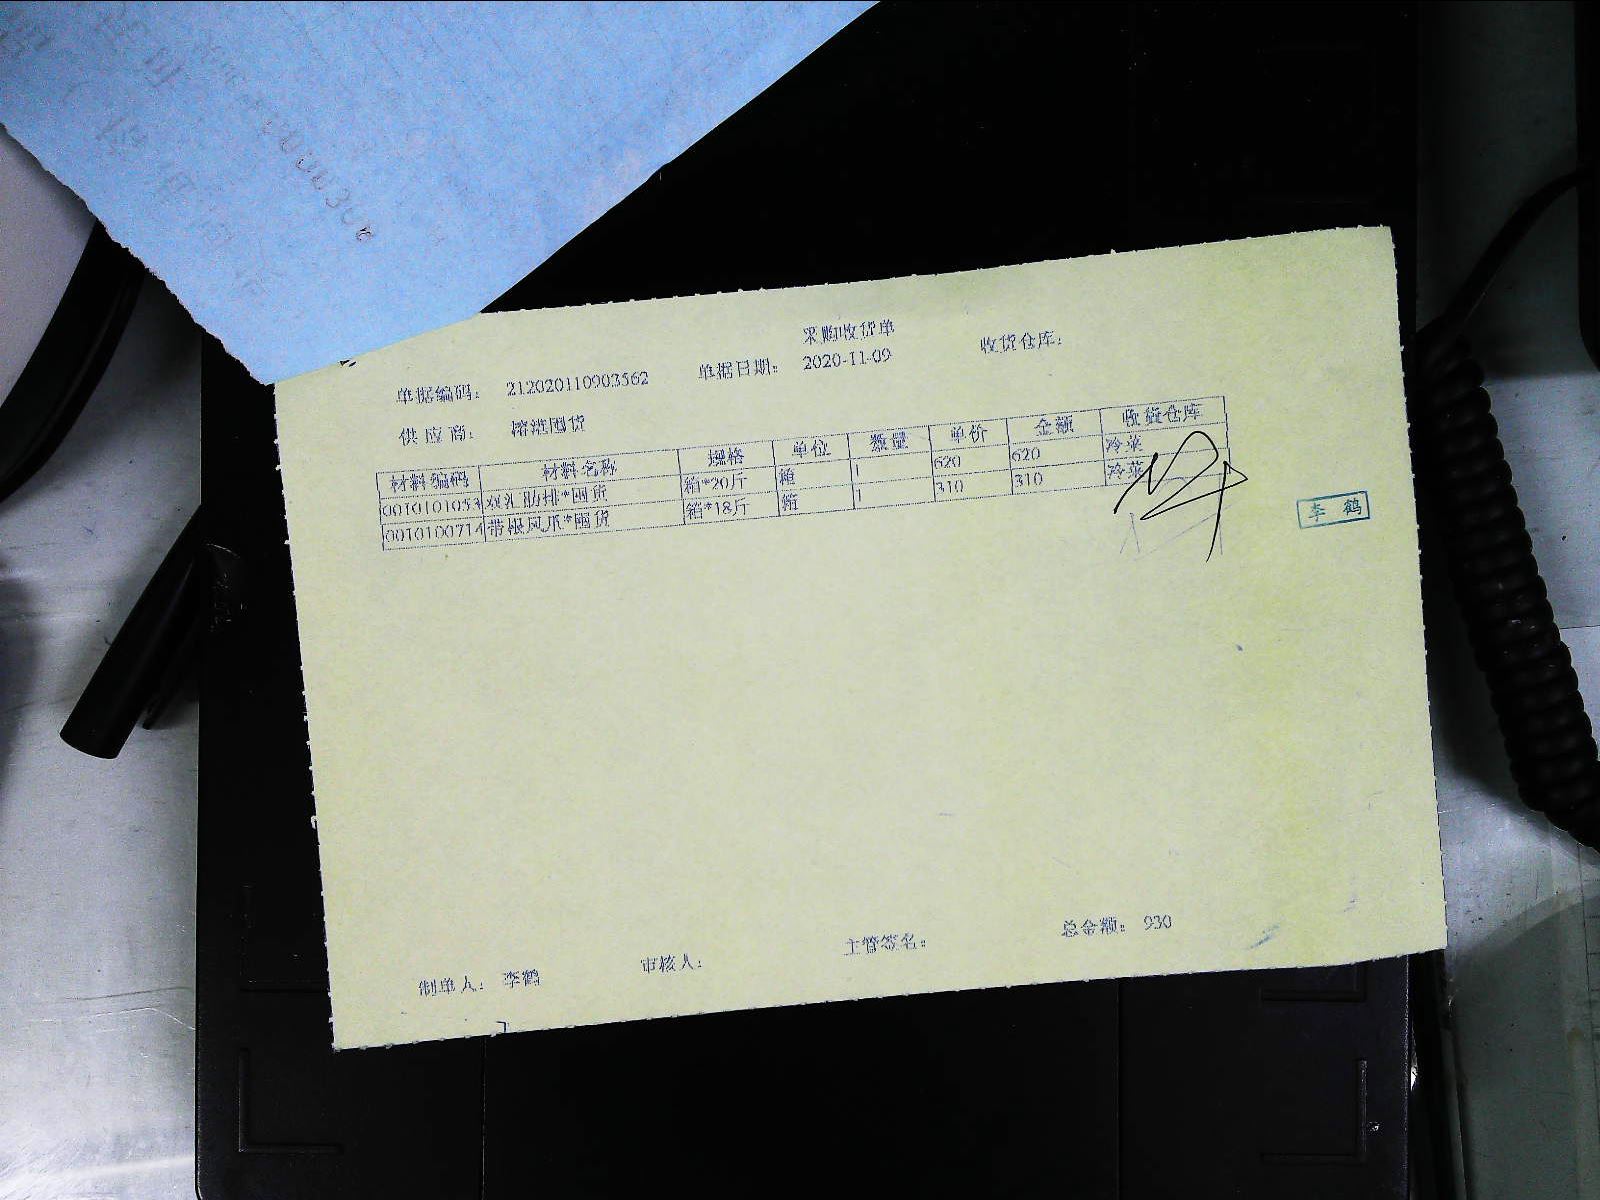 采购收货单
单据编码： 212020110903562 单据日期： 2020-11-09 收货仓库：
供应商： 囤货
材料编码 材料名称 规格 单位 数量 单价 金额 收货仓库
0010101053 双汇肋排*囤货 箱*20斤 箱 1 620 620 冷菜
0010100714 带根凤爪*囤货 箱*18斤 箱 1 310 310 冷菜
李鹤
制单人： 李鹤 审核人： 主管签名： 总金额： 930